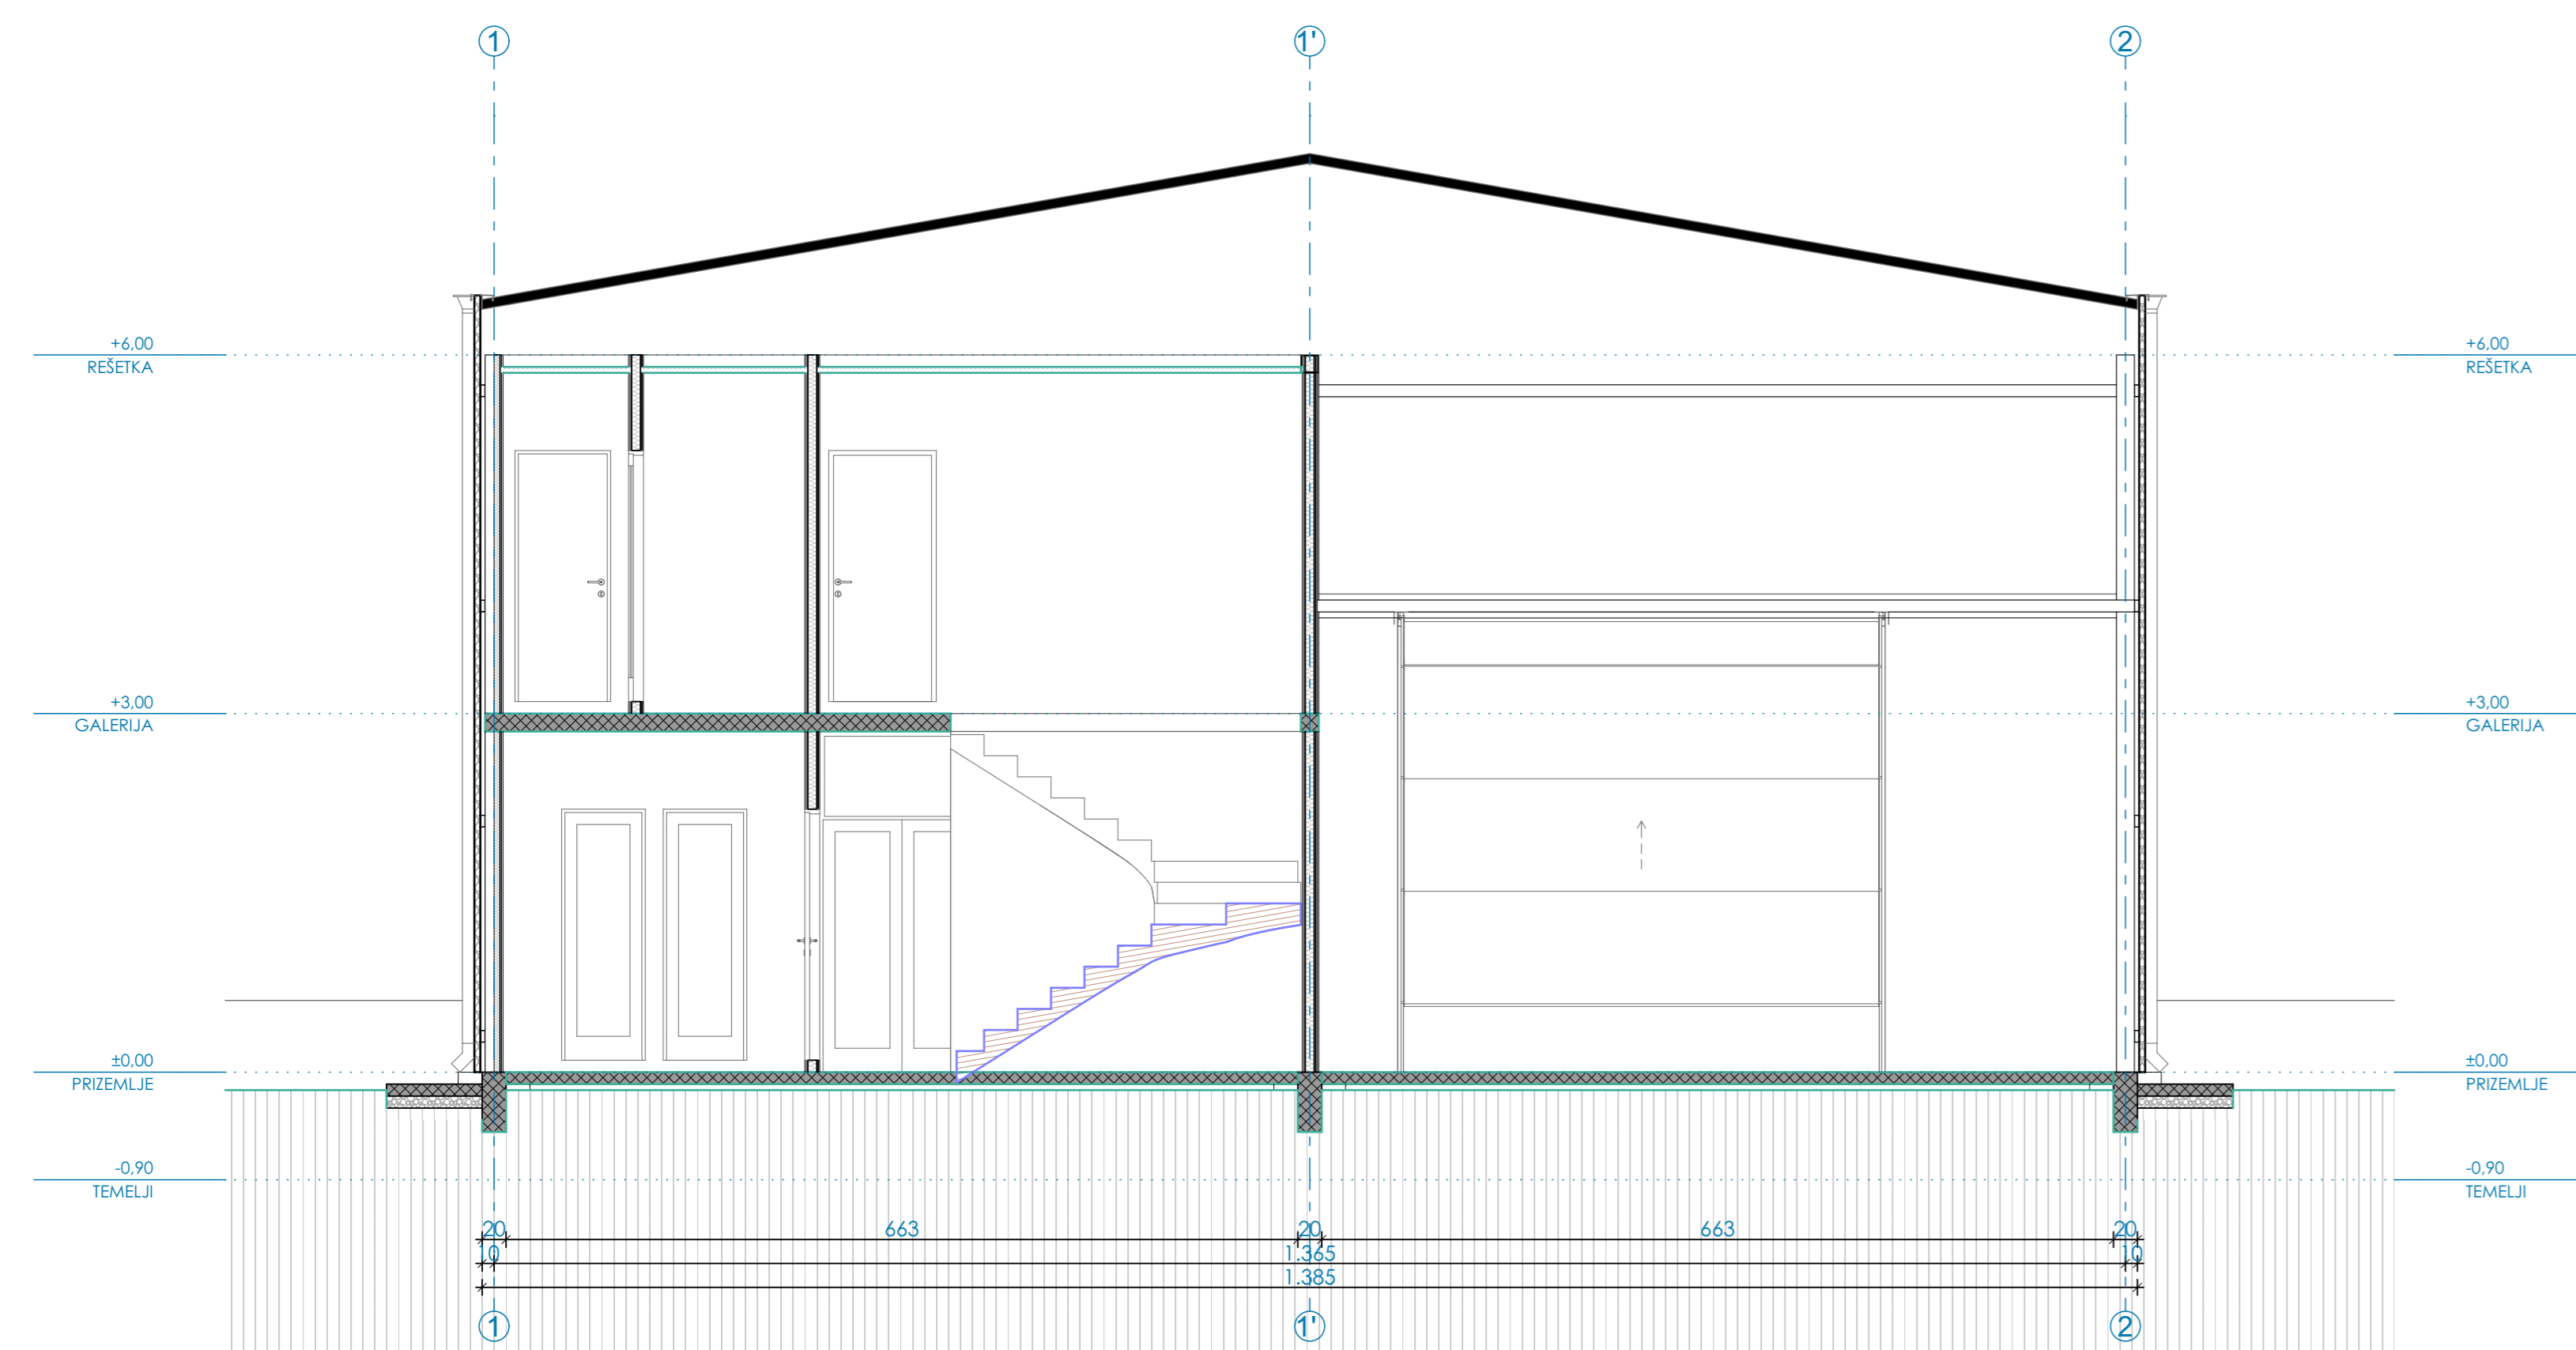 1 1' 2
+6,00 +6,00
REŠETKA REŠETKA
+3,00 +3,00
GALERIJA GALERIJA
±0,00 ±0,00
PRIZEMLJE PRIZEMLJE
-0,90 -0,90
TEMELJI TEMELJI
20 663 20 663 20
10 1.365 10
1.385
1 1' 2